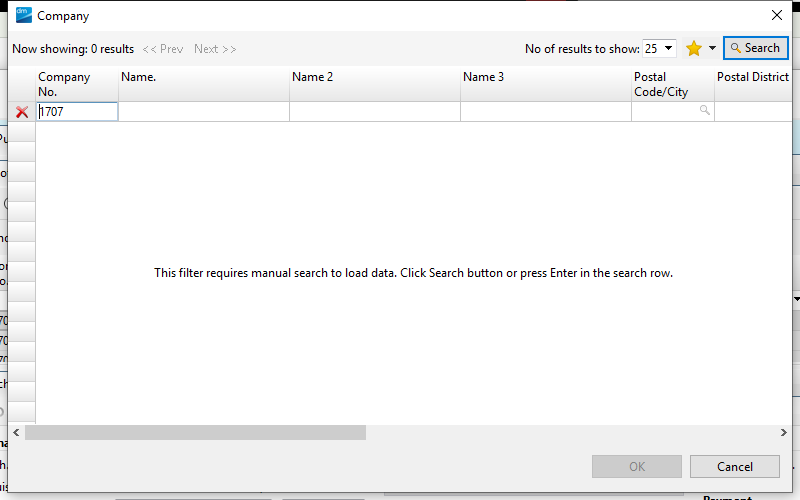 dm Company
Now showing: 0 results << Prev Next >> No of results to show: 25 Search
Company No. Name. Name 2 Name 3 Postal Code/City Postal District
1707
This filter requires manual search to load data. Click Search button or press Enter in the search row.
OK Cancel